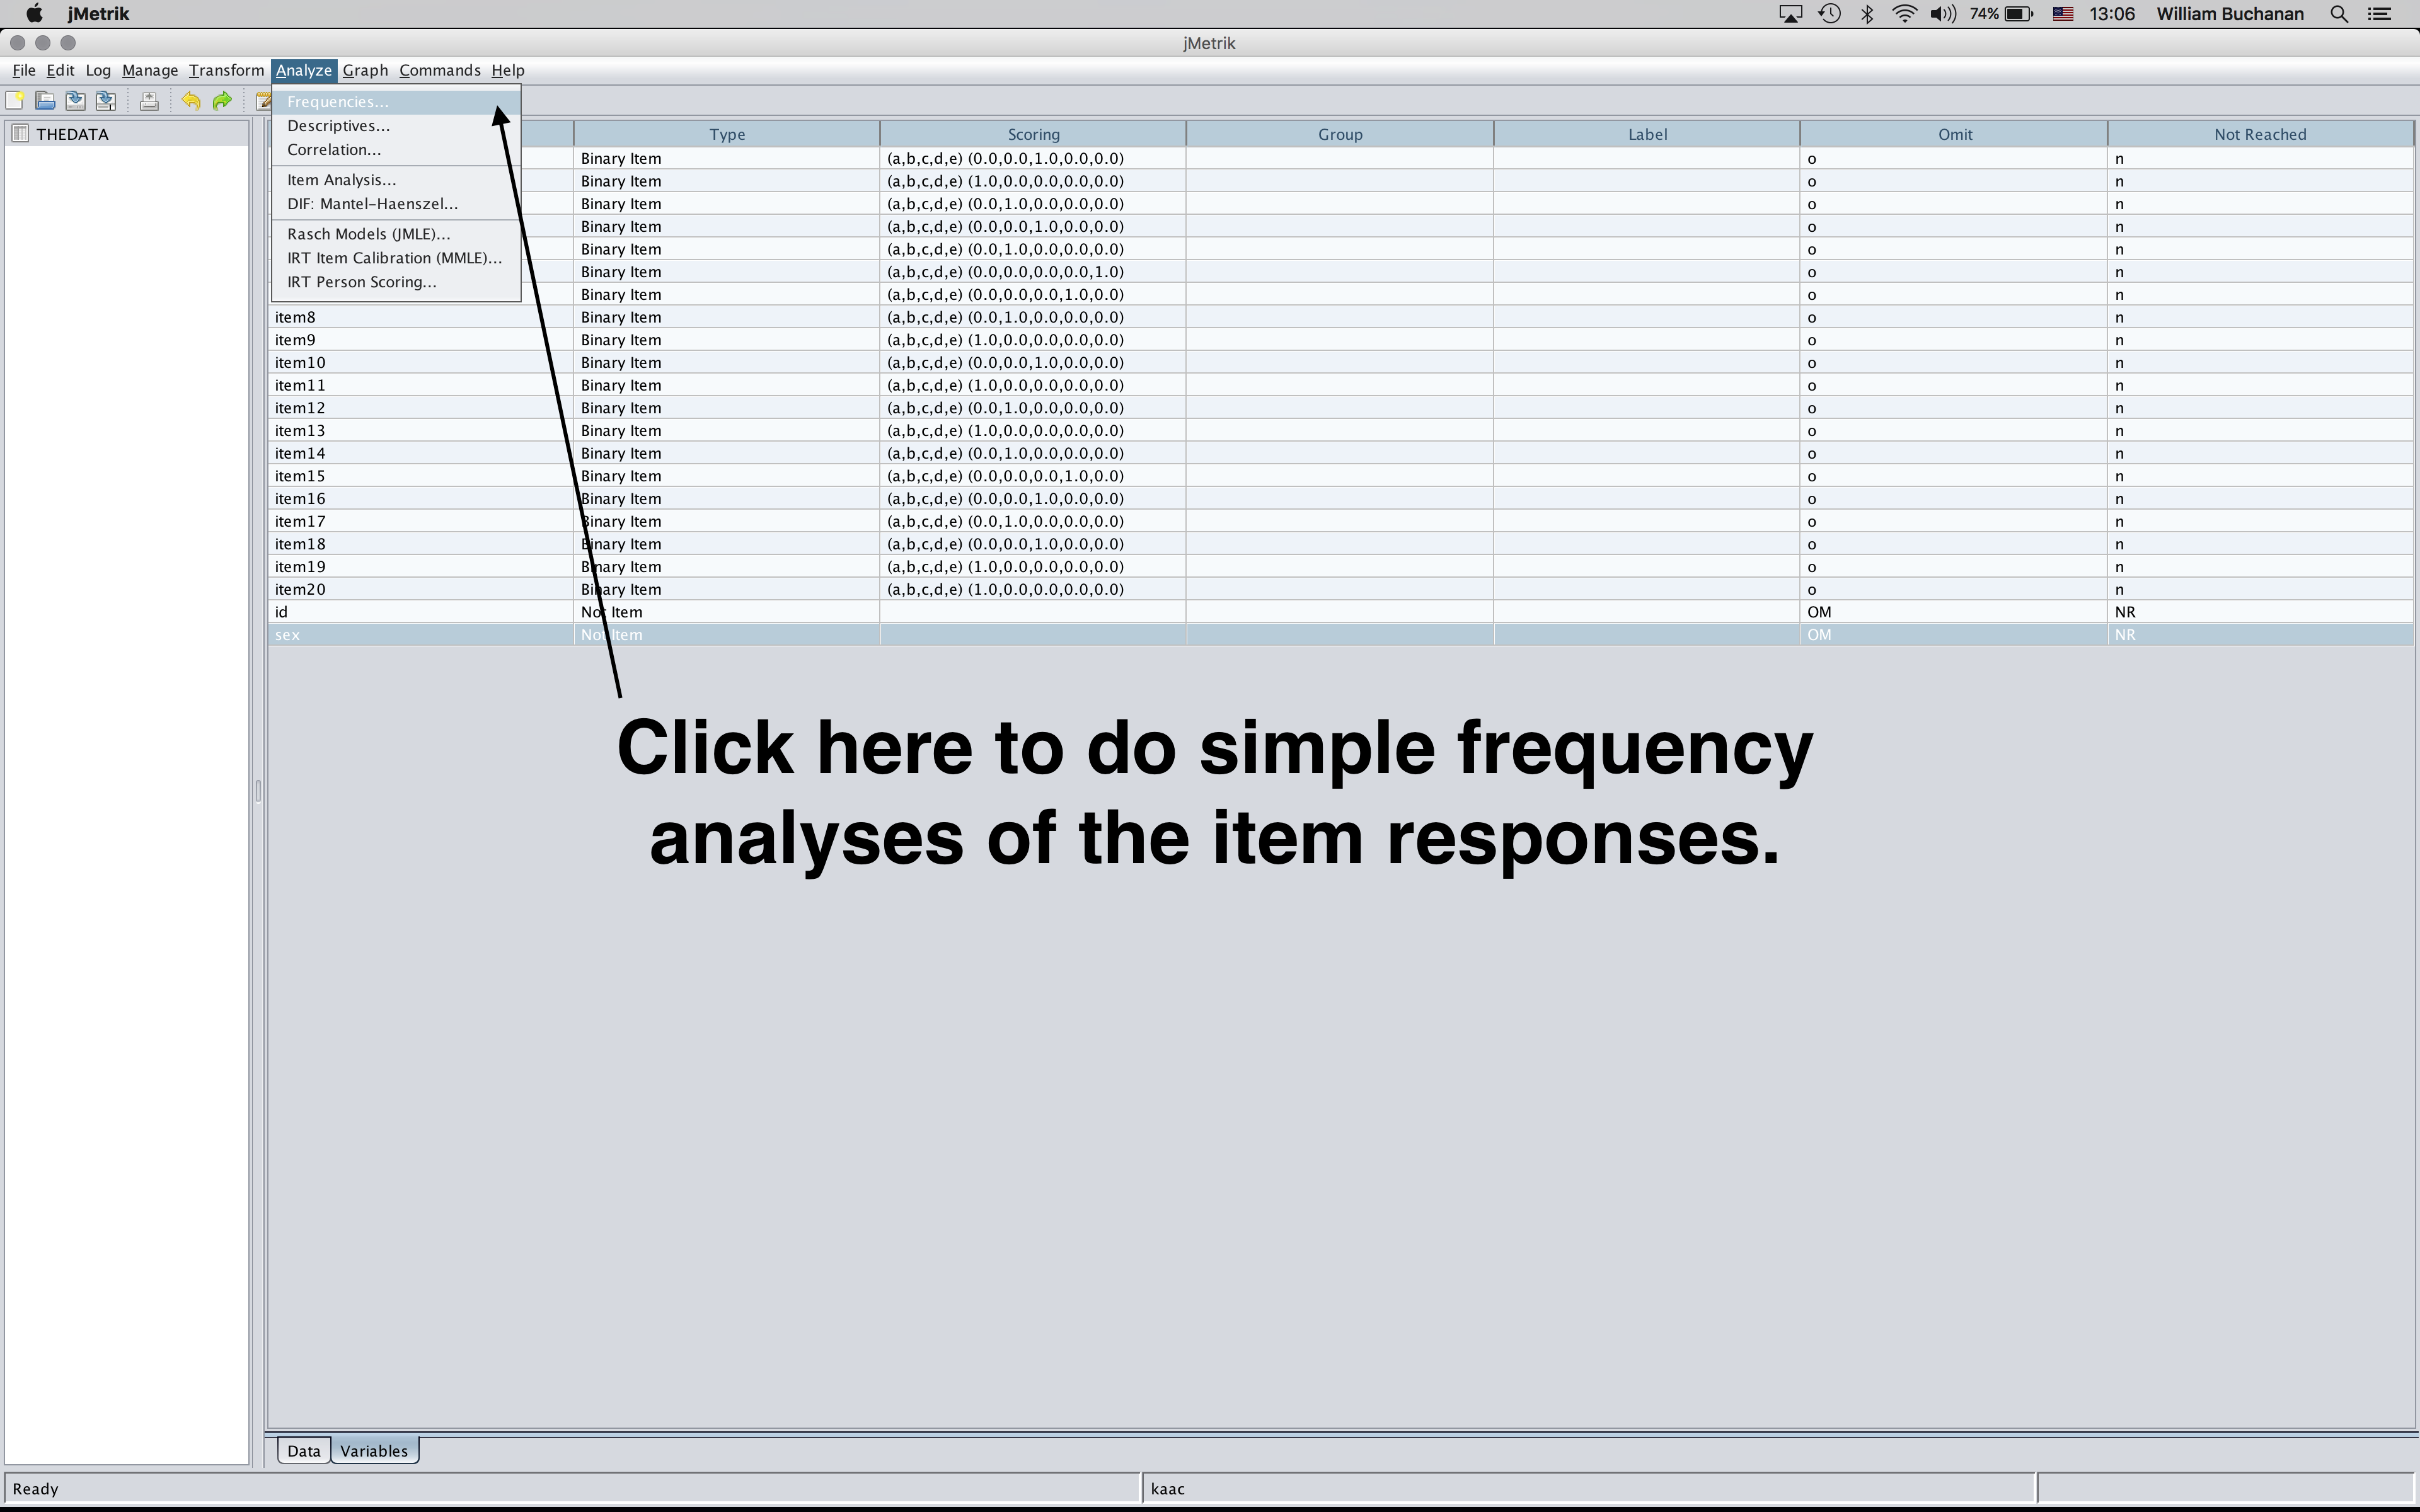 jMetrik
74% 13:06 William Buchanan
jMetrik
File Edit Log Manage Transform Analyze Graph Commands Help
Frequencies...
Descriptives...
Correlation...
Item Analysis...
DIF: Mantel-Haenszel...
Rasch Models (JMLE)...
IRT Item Calibration (MMLE)...
IRT Person Scoring...
THEDATA
Type Scoring Group Label Omit Not Reached
Binary Item (a,b,c,d,e) (0.0,0.0,1.0,0.0,0.0) o n
Binary Item (a,b,c,d,e) (1.0,0.0,0.0,0.0,0.0) o n
Binary Item (a,b,c,d,e) (0.0,1.0,0.0,0.0,0.0) o n
Binary Item (a,b,c,d,e) (0.0,0.0,1.0,0.0,0.0) o n
Binary Item (a,b,c,d,e) (0.0,1.0,0.0,0.0,0.0) o n
Binary Item (a,b,c,d,e) (0.0,0.0,0.0,0.0,1.0) o n
Binary Item (a,b,c,d,e) (0.0,0.0,0.0,1.0,0.0) o n
item8 Binary Item (a,b,c,d,e) (0.0,1.0,0.0,0.0,0.0) o n
item9 Binary Item (a,b,c,d,e) (1.0,0.0,0.0,0.0,0.0) o n
item10 Binary Item (a,b,c,d,e) (0.0,0.0,1.0,0.0,0.0) o n
item11 Binary Item (a,b,c,d,e) (1.0,0.0,0.0,0.0,0.0) o n
item12 Binary Item (a,b,c,d,e) (0.0,1.0,0.0,0.0,0.0) o n
item13 Binary Item (a,b,c,d,e) (1.0,0.0,0.0,0.0,0.0) o n
item14 Binary Item (a,b,c,d,e) (0.0,1.0,0.0,0.0,0.0) o n
item15 Binary Item (a,b,c,d,e) (0.0,0.0,0.0,1.0,0.0) o n
item16 Binary Item (a,b,c,d,e) (0.0,0.0,1.0,0.0,0.0) o n
item17 Binary Item (a,b,c,d,e) (0.0,1.0,0.0,0.0,0.0) o n
item18 Binary Item (a,b,c,d,e) (0.0,0.0,1.0,0.0,0.0) o n
item19 Binary Item (a,b,c,d,e) (1.0,0.0,0.0,0.0,0.0) o n
item20 Binary Item (a,b,c,d,e) (1.0,0.0,0.0,0.0,0.0) o n
id Not Item OM NR
sex Not Item OM NR
Click here to do simple frequency
analyses of the item responses.
Data Variables
Ready kaac